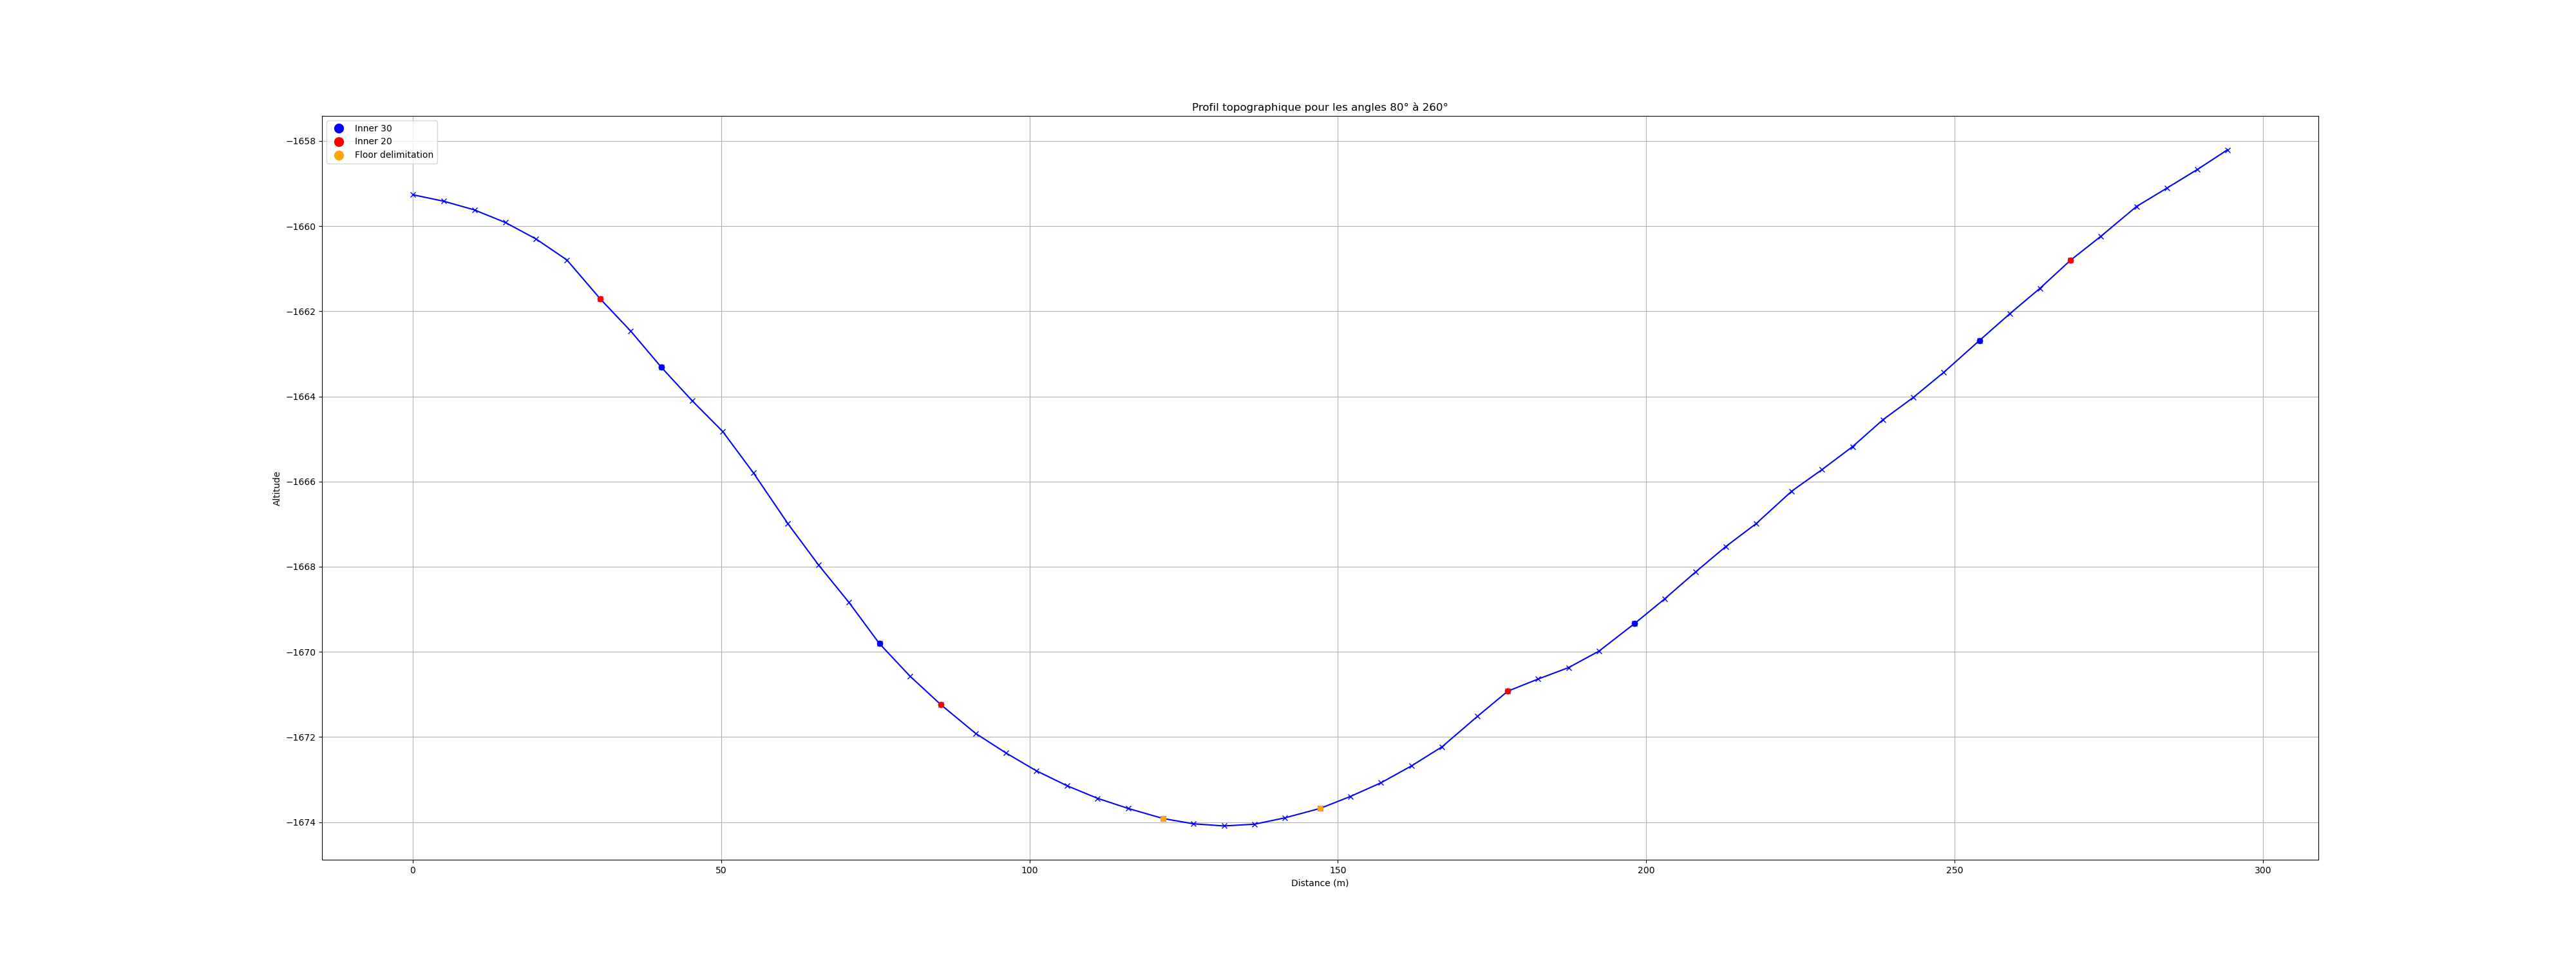 Profil topographique pour les angles 80° à 260°
Inner 30
Inner 20
Floor delimitation
−1658
−1660
−1662
−1664
−1666
−1668
−1670
−1672
−1674
Altitude
0 50 100 150 200 250 300
Distance (m)